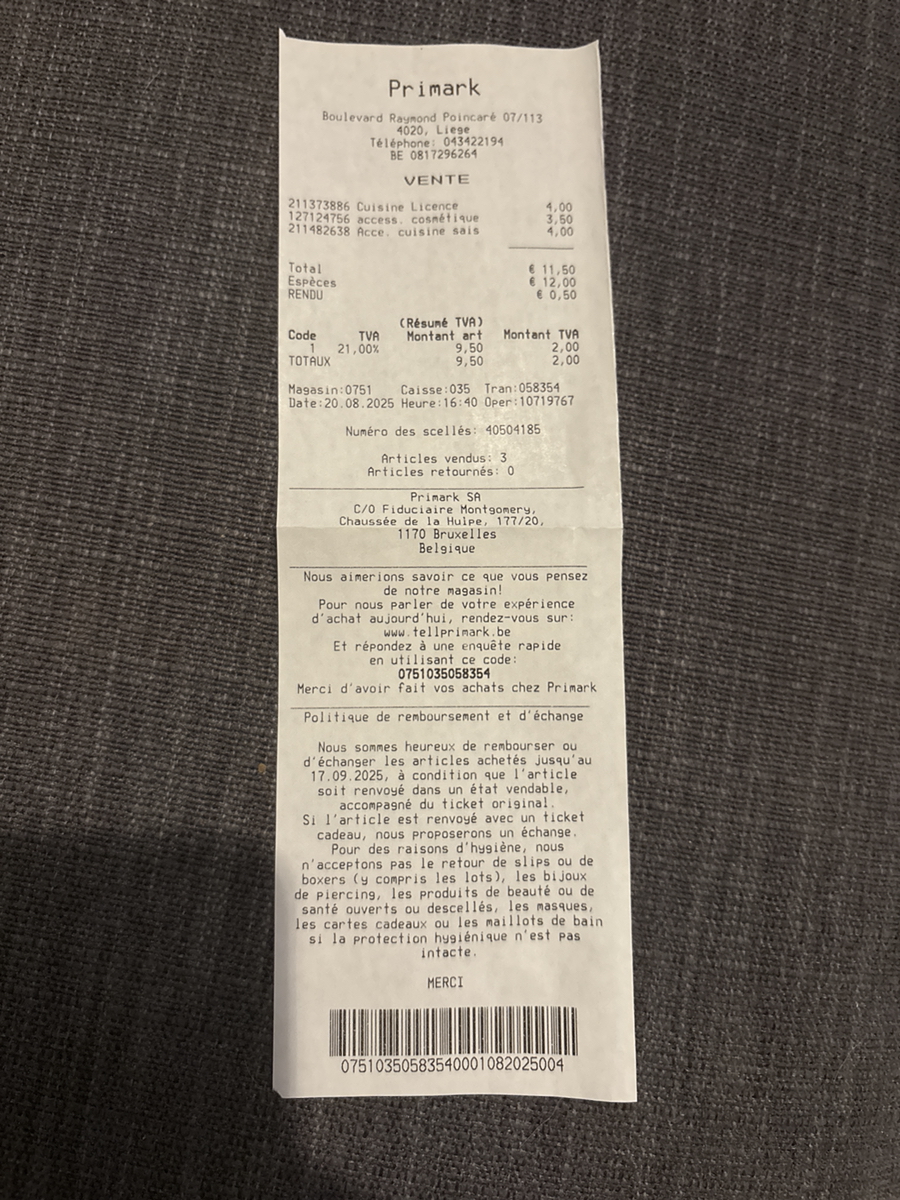 Primark
Boulevard Raymond Poincaré 07/113
4020, Liege
Téléphone: 043422194
BE 0817296264
VENTE
211373886 Cuisine Licence 4,00
127124756 access. cosmétique 3,50
211482638 Acce. cuisine sais 4,00
Total € 11,50
Espèces € 12,00
RENDU € 0,50
(Résumé TVA)
Code TVA Montant art Montant TVA
1 21,00% 9,50 2,00
TOTAUX 9,50 2,00
Magasin:0751 Caisse:035 Tran:058354
Date:20.08.2025 Heure:16:40 Oper:10719767
Numéro des scellés: 40504185
Articles vendus: 3
Articles retournés: 0
Primark SA
C/O Fiduciaire Montgomery,
Chaussée de la Hulpe, 177/20,
1170 Bruxelles
Belgique
Nous aimerions savoir ce que vous pensez
de notre magasin!
Pour nous parler de votre expérience
d'achat aujourd'hui, rendez-vous sur:
www.tellprimark.be
Et répondez à une enquête rapide
en utilisant ce code:
0751035058354
Merci d'avoir fait vos achats chez Primark
Politique de remboursement et d'échange
Nous sommes heureux de rembourser ou
d'échanger les articles achetés jusqu'au
17.09.2025, à condition que l'article
soit renvoyé dans un état vendable,
accompagné du ticket original.
Si l'article est renvoyé avec un ticket
cadeau, nous proposerons un échange.
Pour des raisons d'hygiène, nous
n'acceptons pas le retour de slips ou de
boxers (y compris les lots), les bijoux
de piercing, les produits de beauté ou de
santé ouverts ou descellés, les masques,
les cartes cadeaux ou les maillots de bain
si la protection hygiénique n'est pas
intacte.
MERCI
07510350583540001082025004